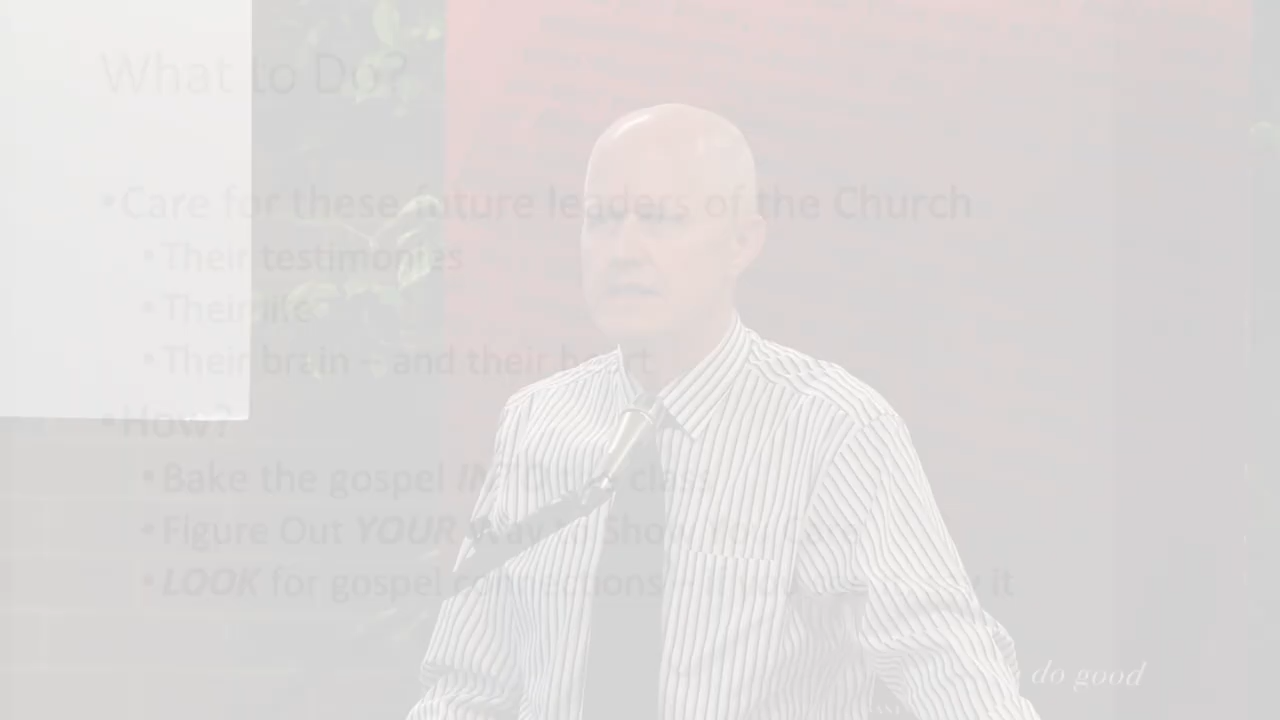 What to Do?
•Care for these future leaders of the Church
•Their testimonies
•Their life
•Their brain – and their heart
•How?
•Bake the gospel INTO the class
•Figure Out YOUR Way to Show You Care
•LOOK for gospel connections it
do good